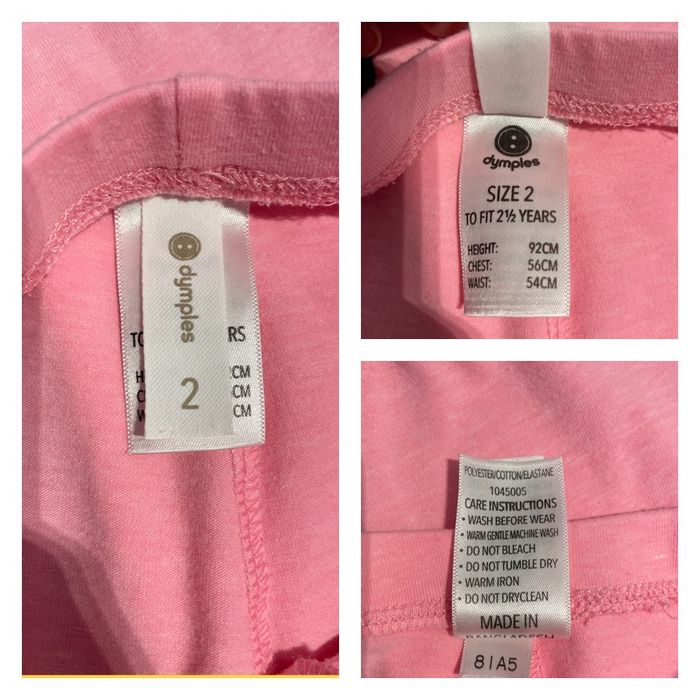 dymples
2
TO
RS
CM
CM
CM
dymples
SIZE 2
TO FIT 2½ YEARS
HEIGHT: 92CM
CHEST: 56CM
WAIST: 54CM
POLYESTER/COTTON/ELASTANE
1045005
CARE INSTRUCTIONS
• WASH BEFORE WEAR
• WARM GENTLE MACHINE WASH
• DO NOT BLEACH
• DO NOT TUMBLE DRY
• WARM IRON
• DO NOT DRYCLEAN
MADE IN
BANGLADESH
8 I A5